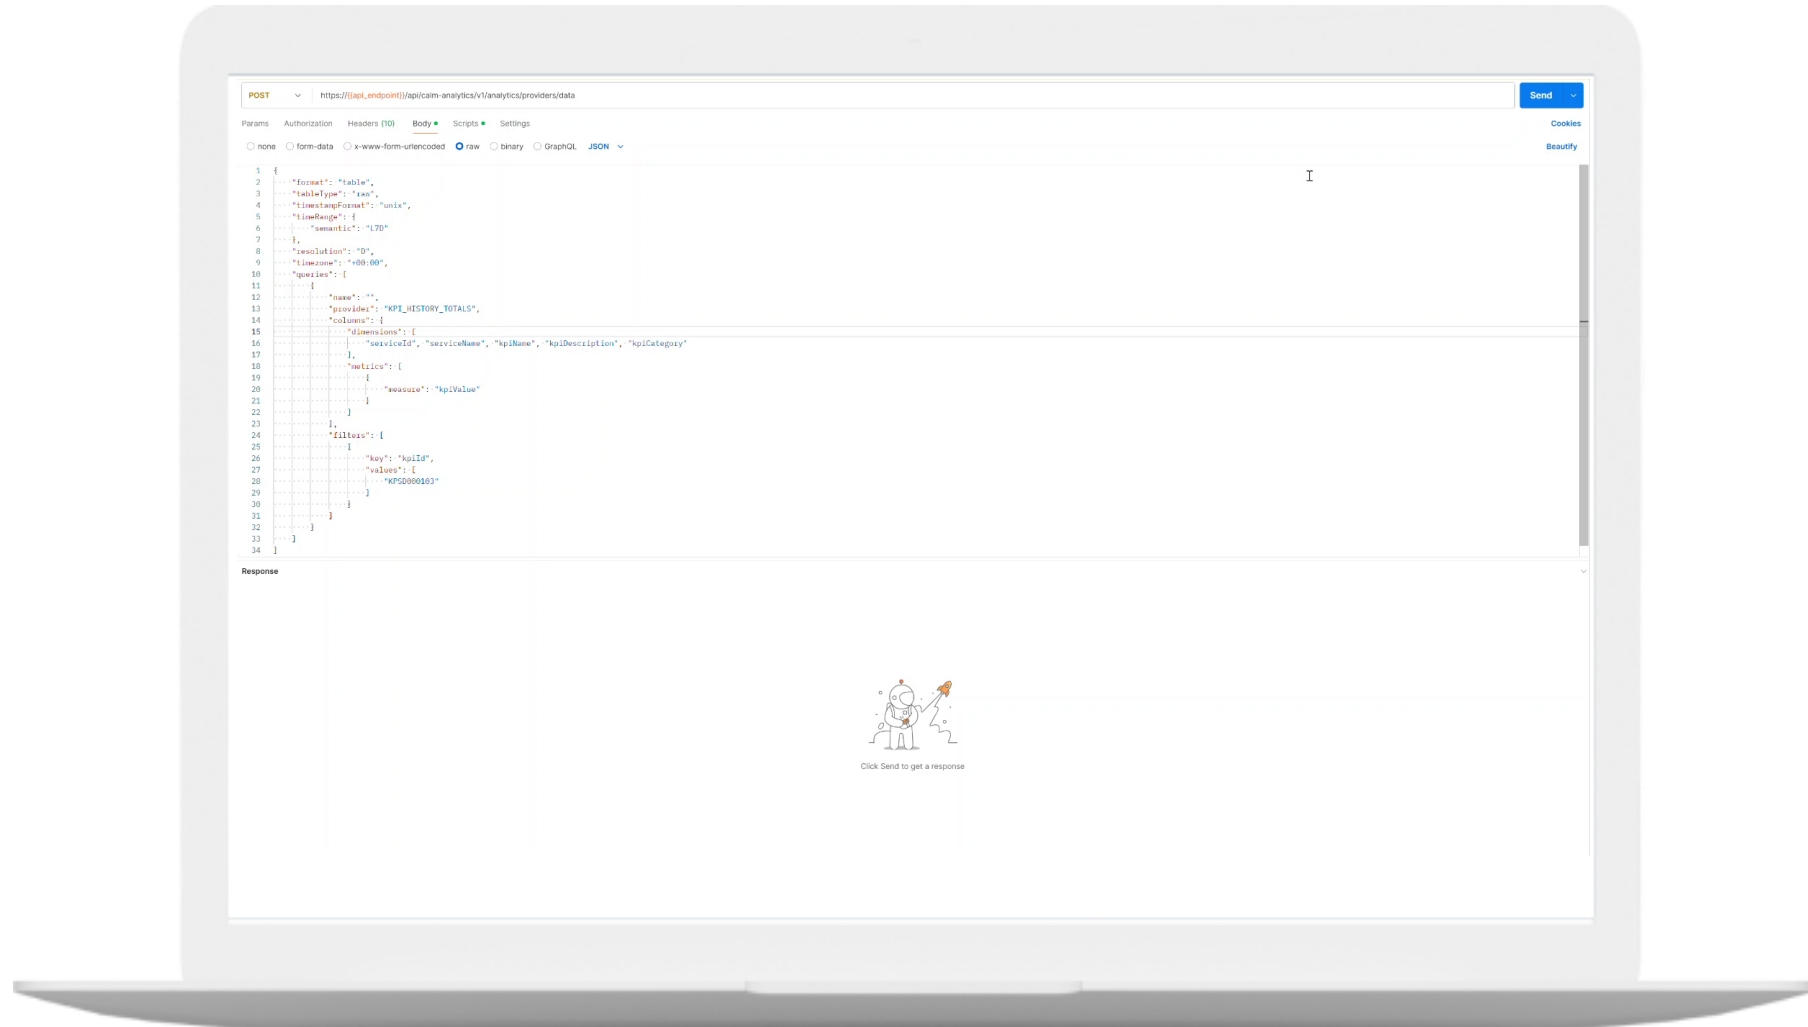 POST https://{{api_endpoint}}/api/calm-analytics/v1/analytics/providers/data Send
Params Authorization Headers (10) Body Scripts Settings Cookies
none form-data x-www-form-urlencoded raw binary GraphQL JSON Beautify
1 {
2 "format": "table",
3 "tableType": "raw",
4 "timestampFormat": "unix",
5 "timeRange": {
6 "semantic": "L7D"
7 },
8 "resolution": "D",
9 "timezone": "+00:00",
10 "queries": [
11 {
12 "name": "",
13 "provider": "KPI_HISTORY_TOTALS",
14 "columns": {
15 "dimensions": [
16 "serviceId", "serviceName", "kpiName", "kpiDescription", "kpiCategory"
17 ],
18 "metrics": [
19 {
20 "measure": "kpiValue"
21 }
22 ]
23 },
24 "filters": [
25 {
26 "key": "kpiId",
27 "values": [
28 "KPSD000103"
29 ]
30 }
31 ]
32 }
33 ]
34 }
Response
Click Send to get a response